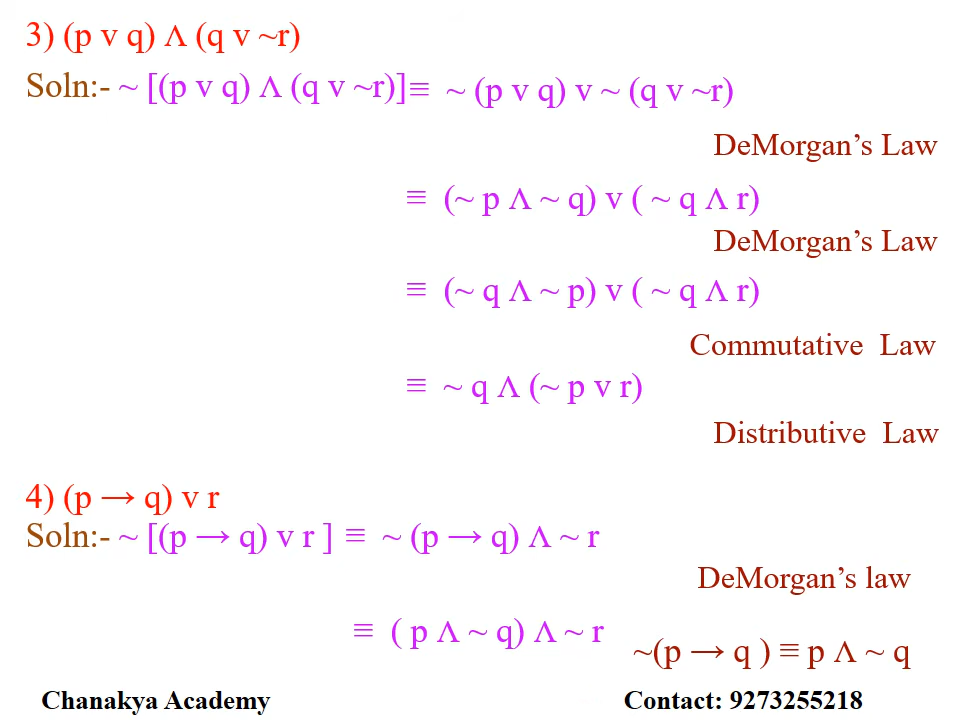 3) (p v q) Λ (q v ~r)
Soln:- ~ [(p v q) Λ (q v ~r)]≡ ~ (p v q) v ~ (q v ~r)
DeMorgan’s Law
≡ (~ p Λ ~ q) v ( ~ q Λ r)
DeMorgan’s Law
≡ (~ q Λ ~ p) v ( ~ q Λ r)
Commutative Law
≡ ~ q Λ (~ p v r)
Distributive Law
4) (p → q) v r
Soln:- ~ [(p → q) v r ] ≡ ~ (p → q) Λ ~ r
DeMorgan’s law
≡ ( p Λ ~ q) Λ ~ r
~(p → q ) ≡ p Λ ~ q
Chanakya Academy
Contact: 9273255218